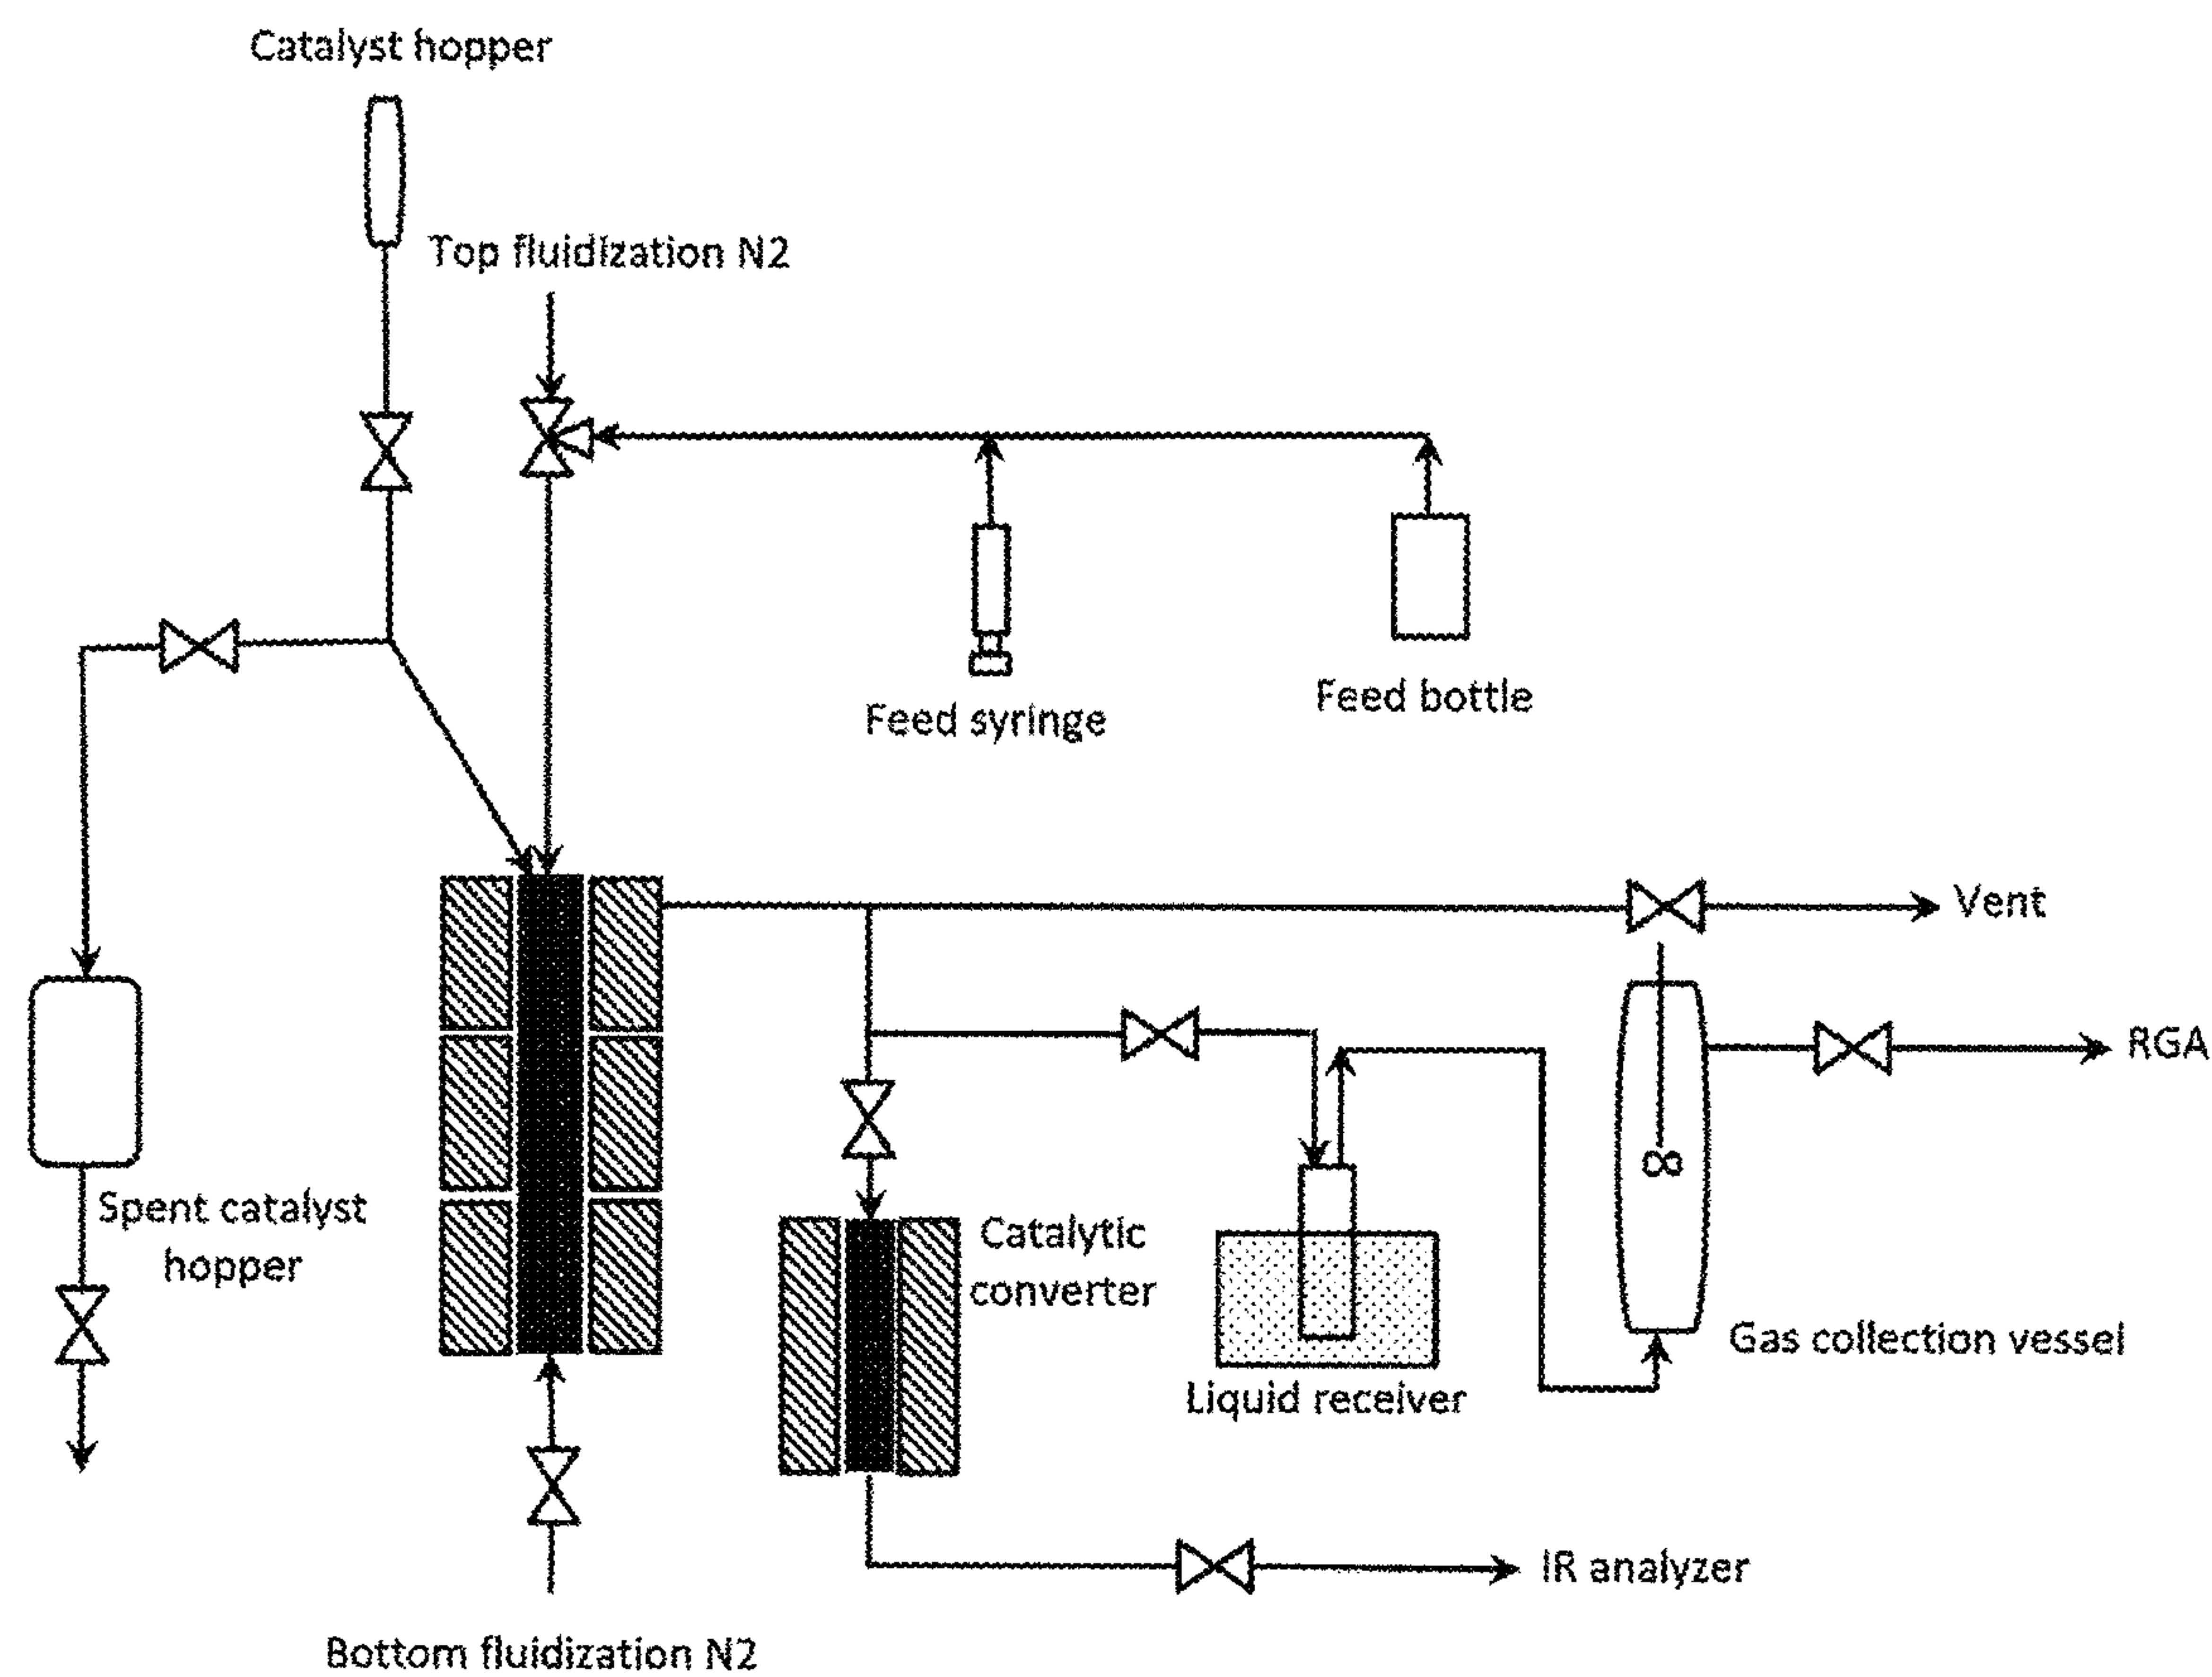 Catalyst hopper
Top fluidization N2
Feed syringe
Feed bottle
Vent
RGA
Spent catalyst
hopper
Catalytic
converter
Gas collection vessel
Liquid receiver
IR analyzer
Bottom fluidization N2